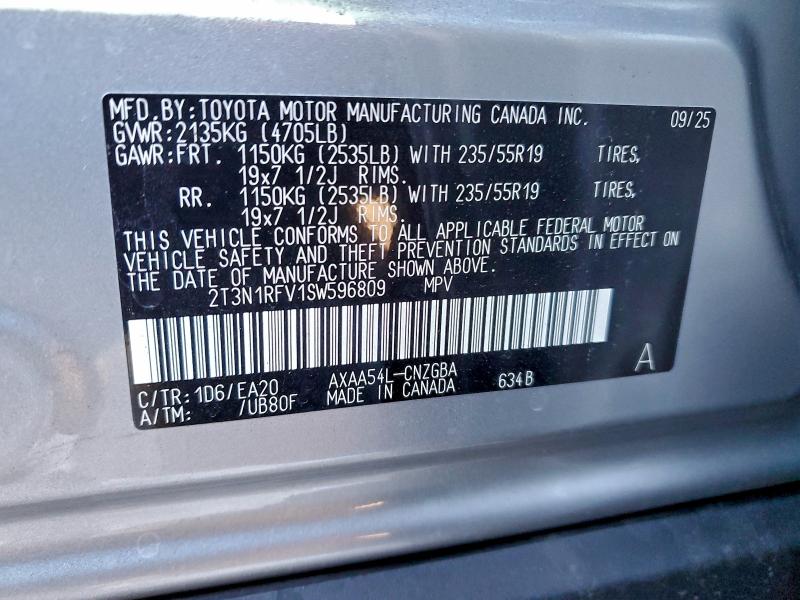 MFD. BY: TOYOTA MOTOR MANUFACTURING CANADA INC. 09/25
GVWR: 2135KG (4705LB)
GAWR: FRT. 1150KG (2535LB) WITH 235/55R19 TIRES,
19x7 1/2J RIMS.
RR. 1150KG (2535LB) WITH 235/55R19 TIRES,
19x7 1/2J RIMS.
THIS VEHICLE CONFORMS TO ALL APPLICABLE FEDERAL MOTOR
VEHICLE SAFETY AND THEFT PREVENTION STANDARDS IN EFFECT ON
THE DATE OF MANUFACTURE SHOWN ABOVE.
2T3N1RFV1SW596809 MPV
C/TR: 1D6/EA20 AXAA54L-CNZGBA 634B A
A/TM: /UB80F MADE IN CANADA